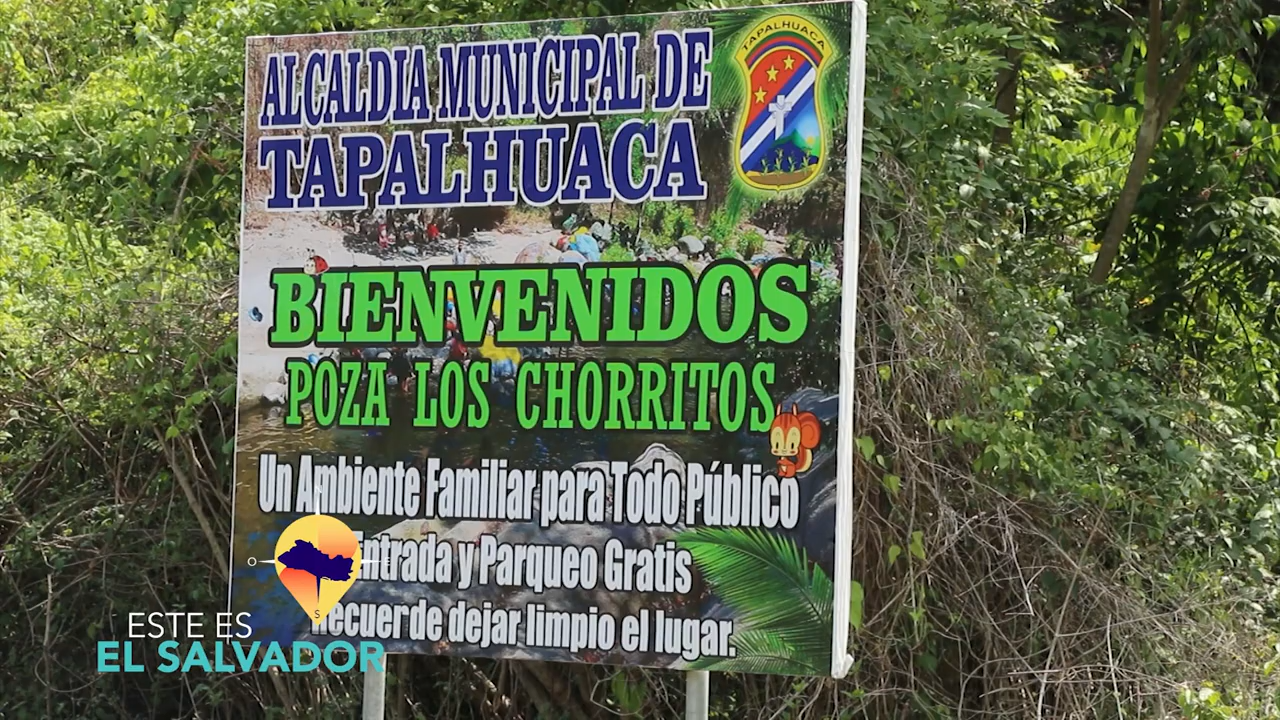 ALCALDIA MUNICIPAL DE
TAPALHUACA
TAPALHUACA
BIENVENIDOS
POZA LOS CHORRITOS
Un Ambiente Familiar para Todo Público
Entrada y Parqueo Gratis
Recuerde dejar limpio el lugar.
O
S
ESTE ES
EL SALVADOR